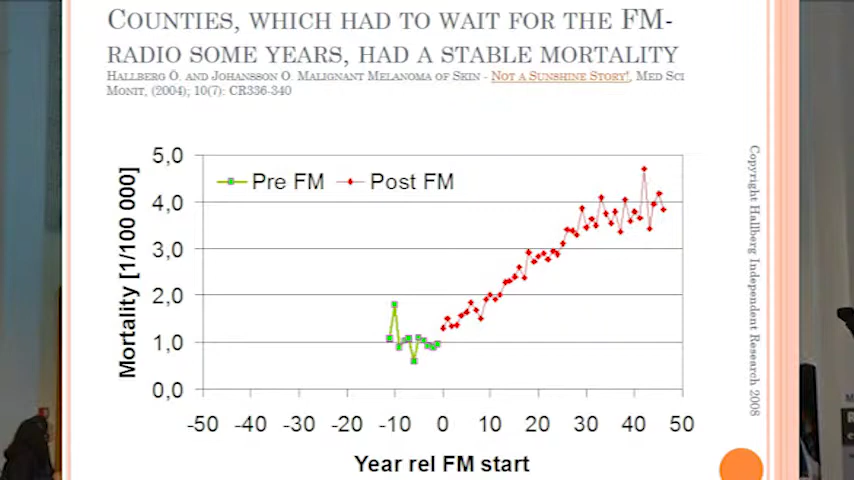 COUNTIES, WHICH HAD TO WAIT FOR THE FM-
RADIO SOME YEARS, HAD A STABLE MORTALITY
HALLBERG Ö. AND JOHANSSON O. MALIGNANT MELANOMA OF SKIN - NOT A SUNSHINE STORY!, MED SCI
MONIT, (2004); 10(7): CR336-340
5,0
4,0
3,0
2,0
1,0
0,0
Mortality [1/100 000]
Pre FM
Post FM
-50 -40 -30 -20 -10 0 10 20 30 40 50
Year rel FM start
Copyright Hallberg Independent Research 2008